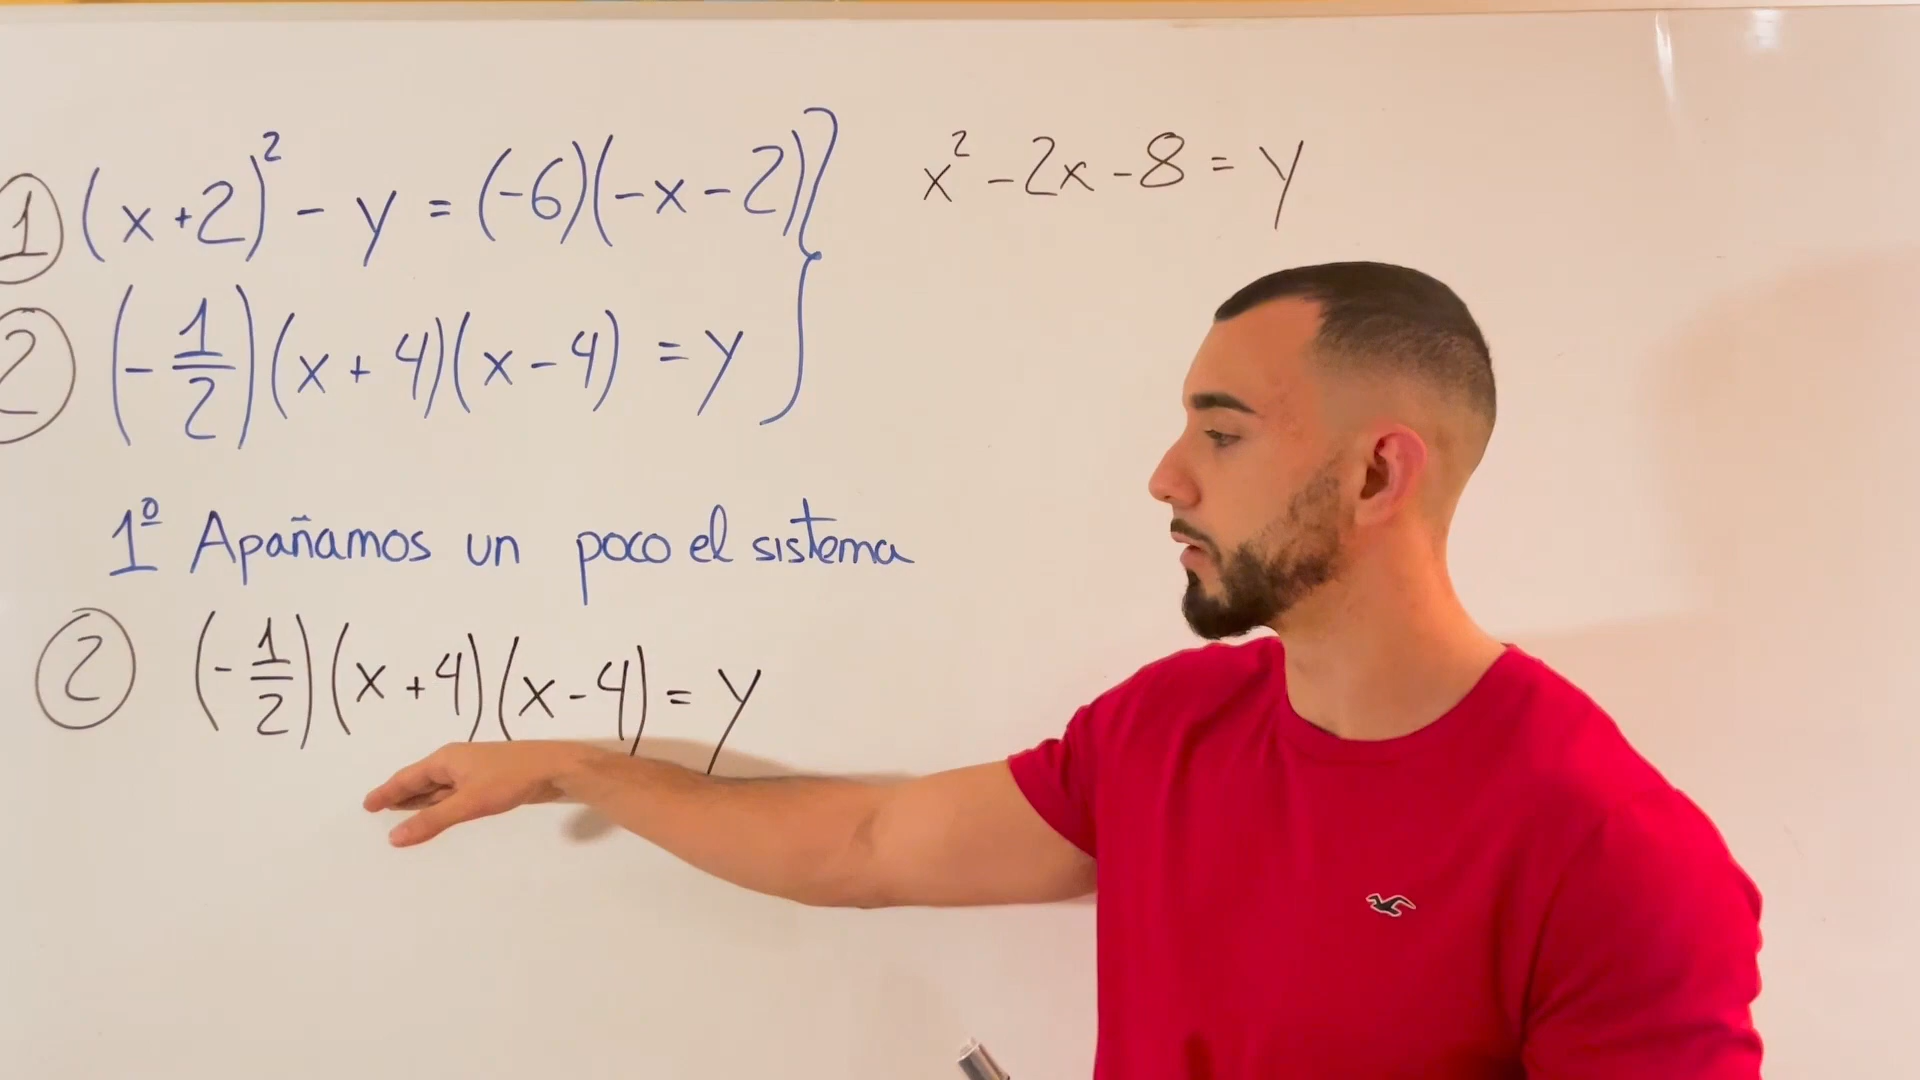 ① (x+2)² - y = (-6)(-x-2)}
② (-1/2)(x+4)(x-4) = y
x² - 2x - 8 = y
1º Apañamos un poco el sistema
② (-1/2)(x+4)(x-4) = y